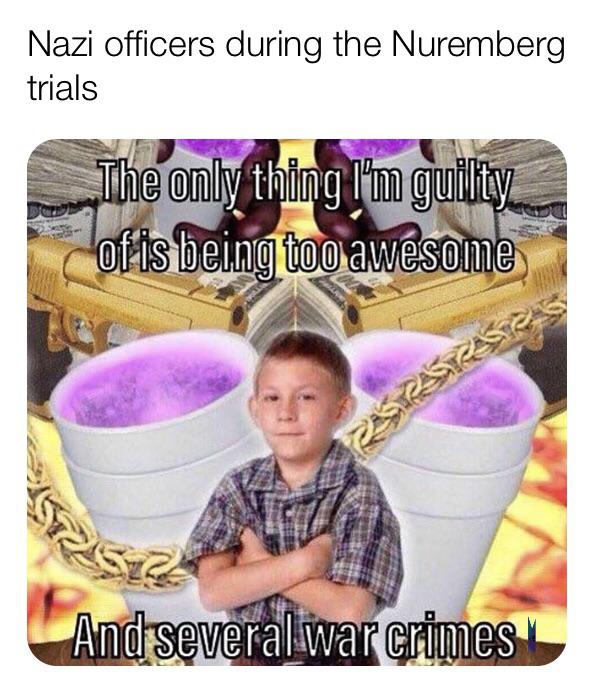 Nazi officers during the Nuremberg
trials
The only thing I'm guilty
of is being too awesome
And several war crimes